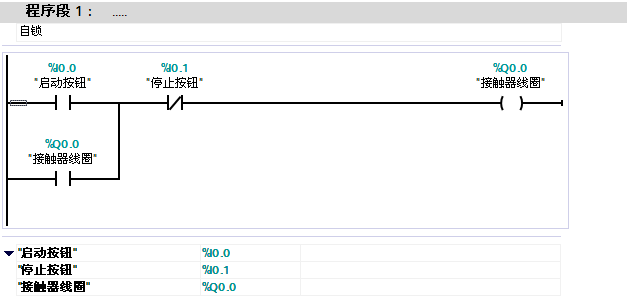 程序段 1： .....
自锁
%I0.0 %I0.1 %Q0.0
"启动按钮" "停止按钮" "接触器线圈"
%Q0.0
"接触器线圈"
"启动按钮" %I0.0
"停止按钮" %I0.1
"接触器线圈" %Q0.0